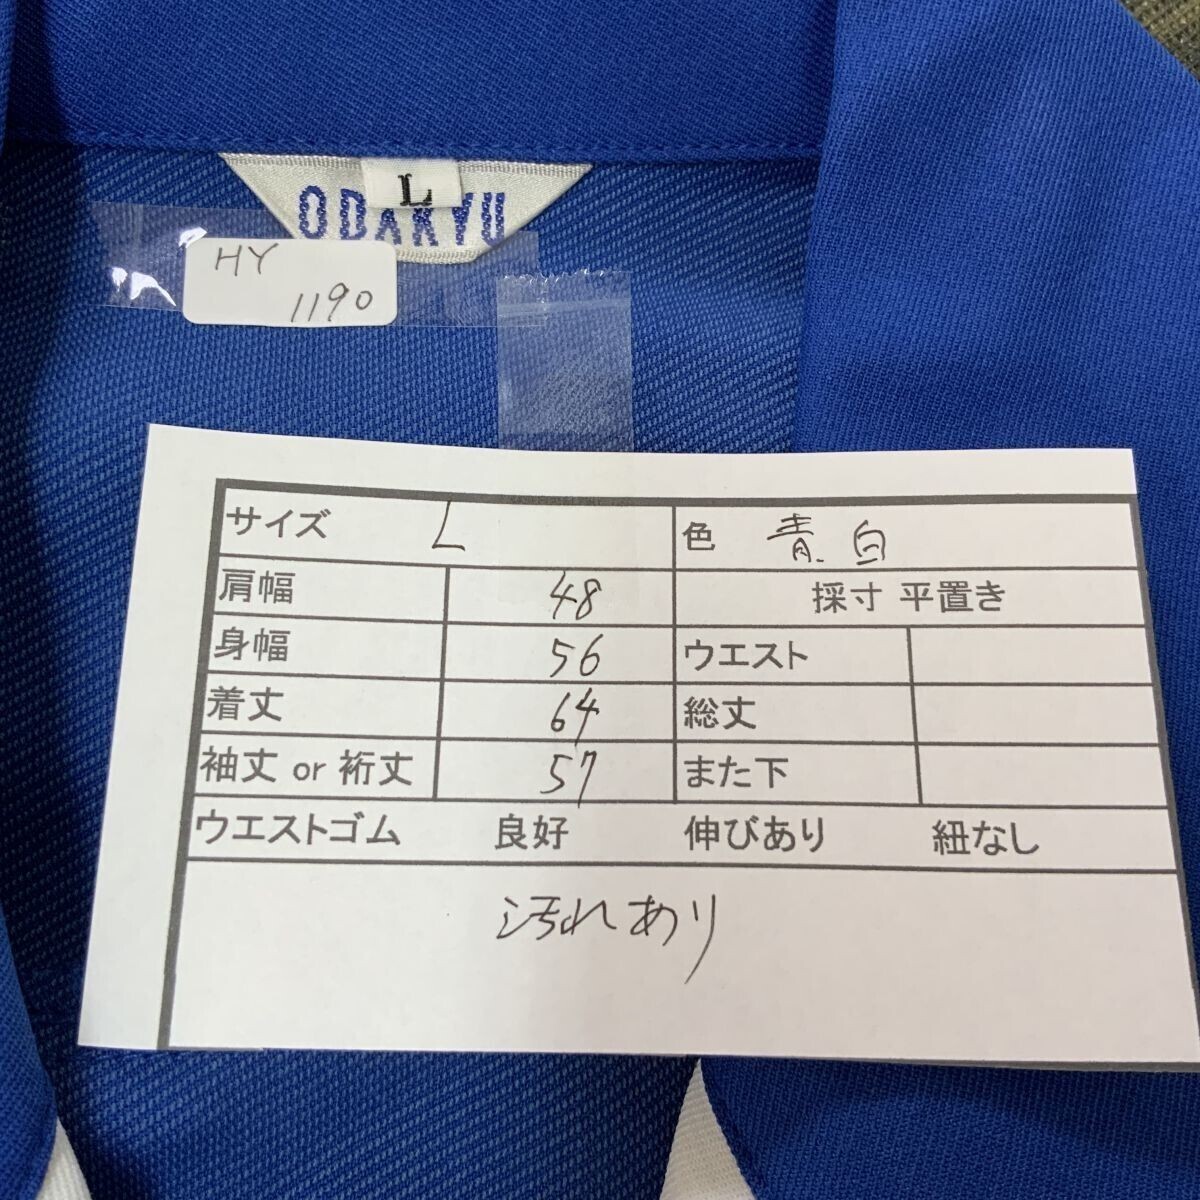 L
ODAKYU
HY
1190
サイズ L 色 青.白
肩幅 48 採寸 平置き
身幅 56 ウエスト
着丈 64 総丈
袖丈 or 裄丈 57 また下
ウエストゴム 良好 伸びあり 紐なし
汚れあり